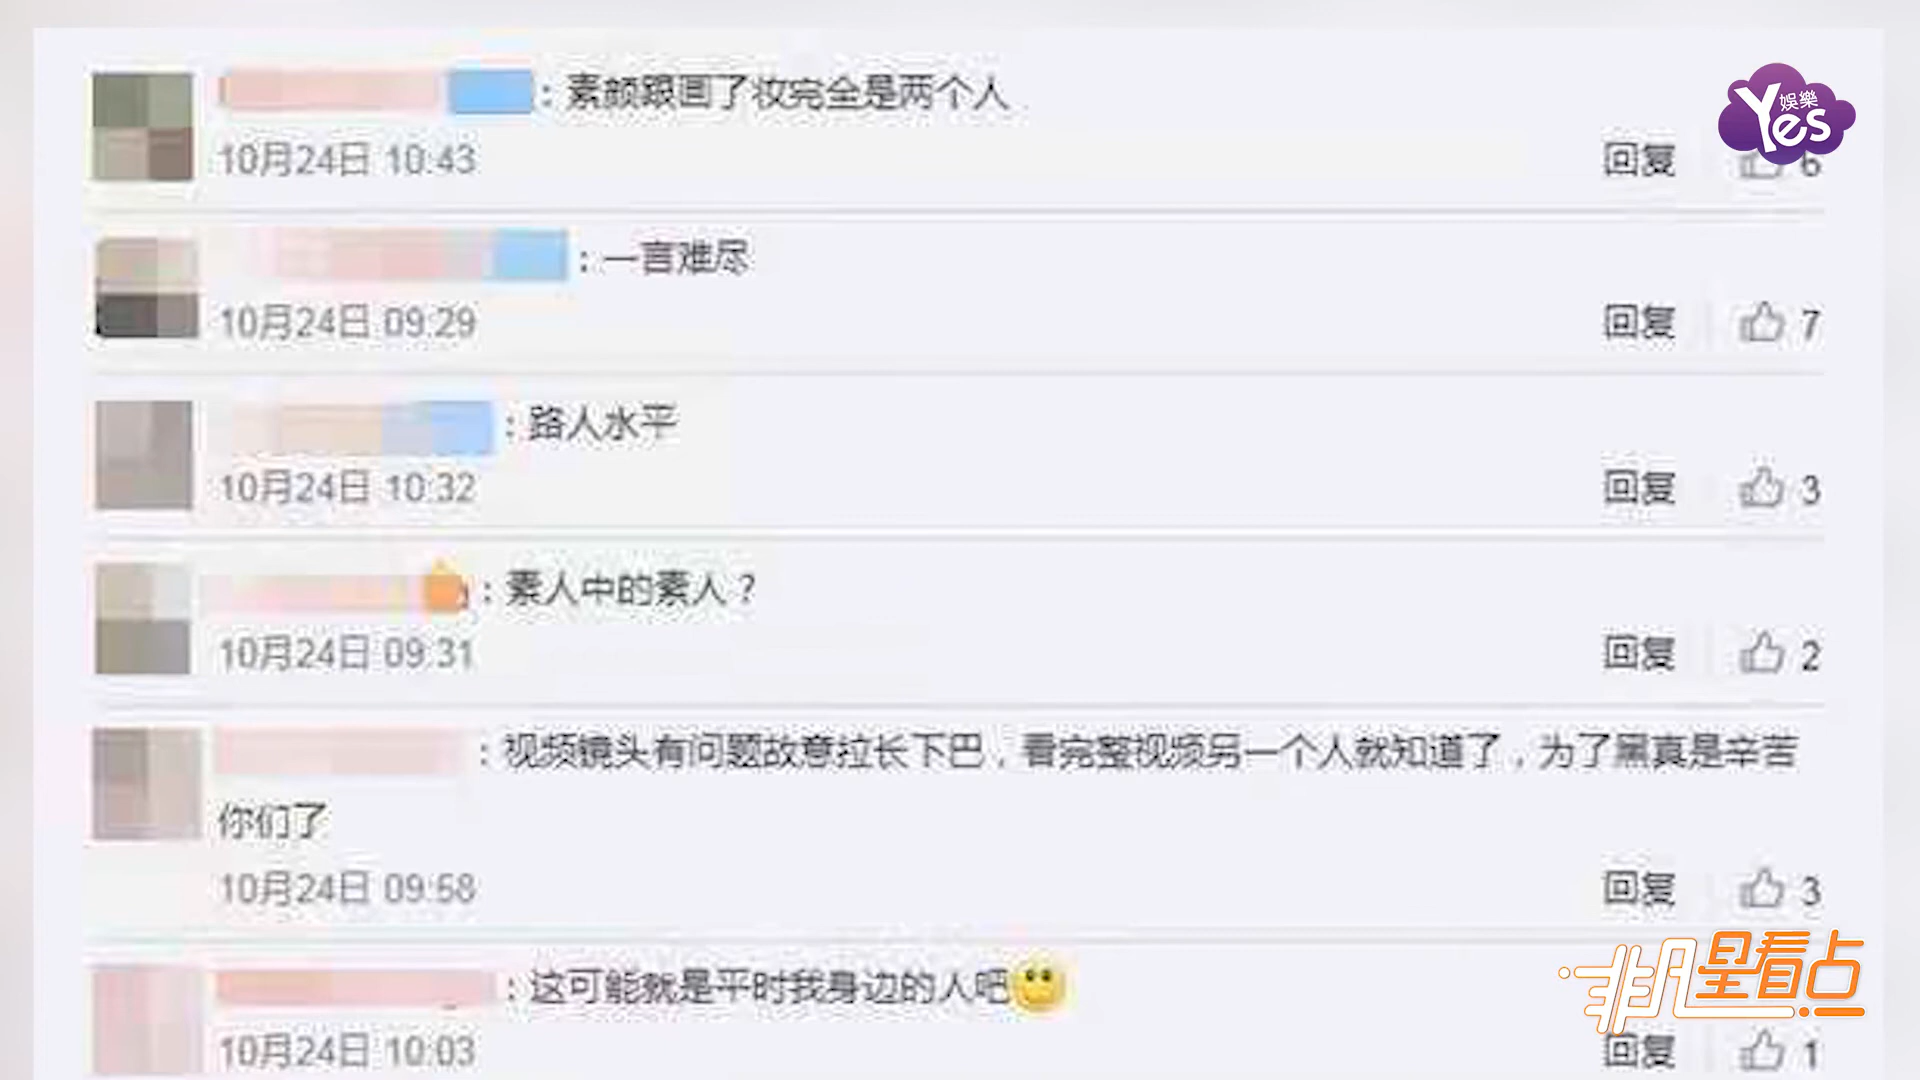 ：素颜跟画了妆完全是两个人
Yes娛樂
10月24日 10:43 回复 6
：一言难尽
10月24日 09:29 回复 7
：路人水平
10月24日 10:32 回复 3
：素人中的素人？
10月24日 09:31 回复 2
：视频镜头有问题故意拉长下巴，看完整视频另一个人就知道了，为了黑真是辛苦
你们了
10月24日 09:58 回复 3
非凡星看点
：这可能就是平时我身边的人吧
10月24日 10:03 回复 1